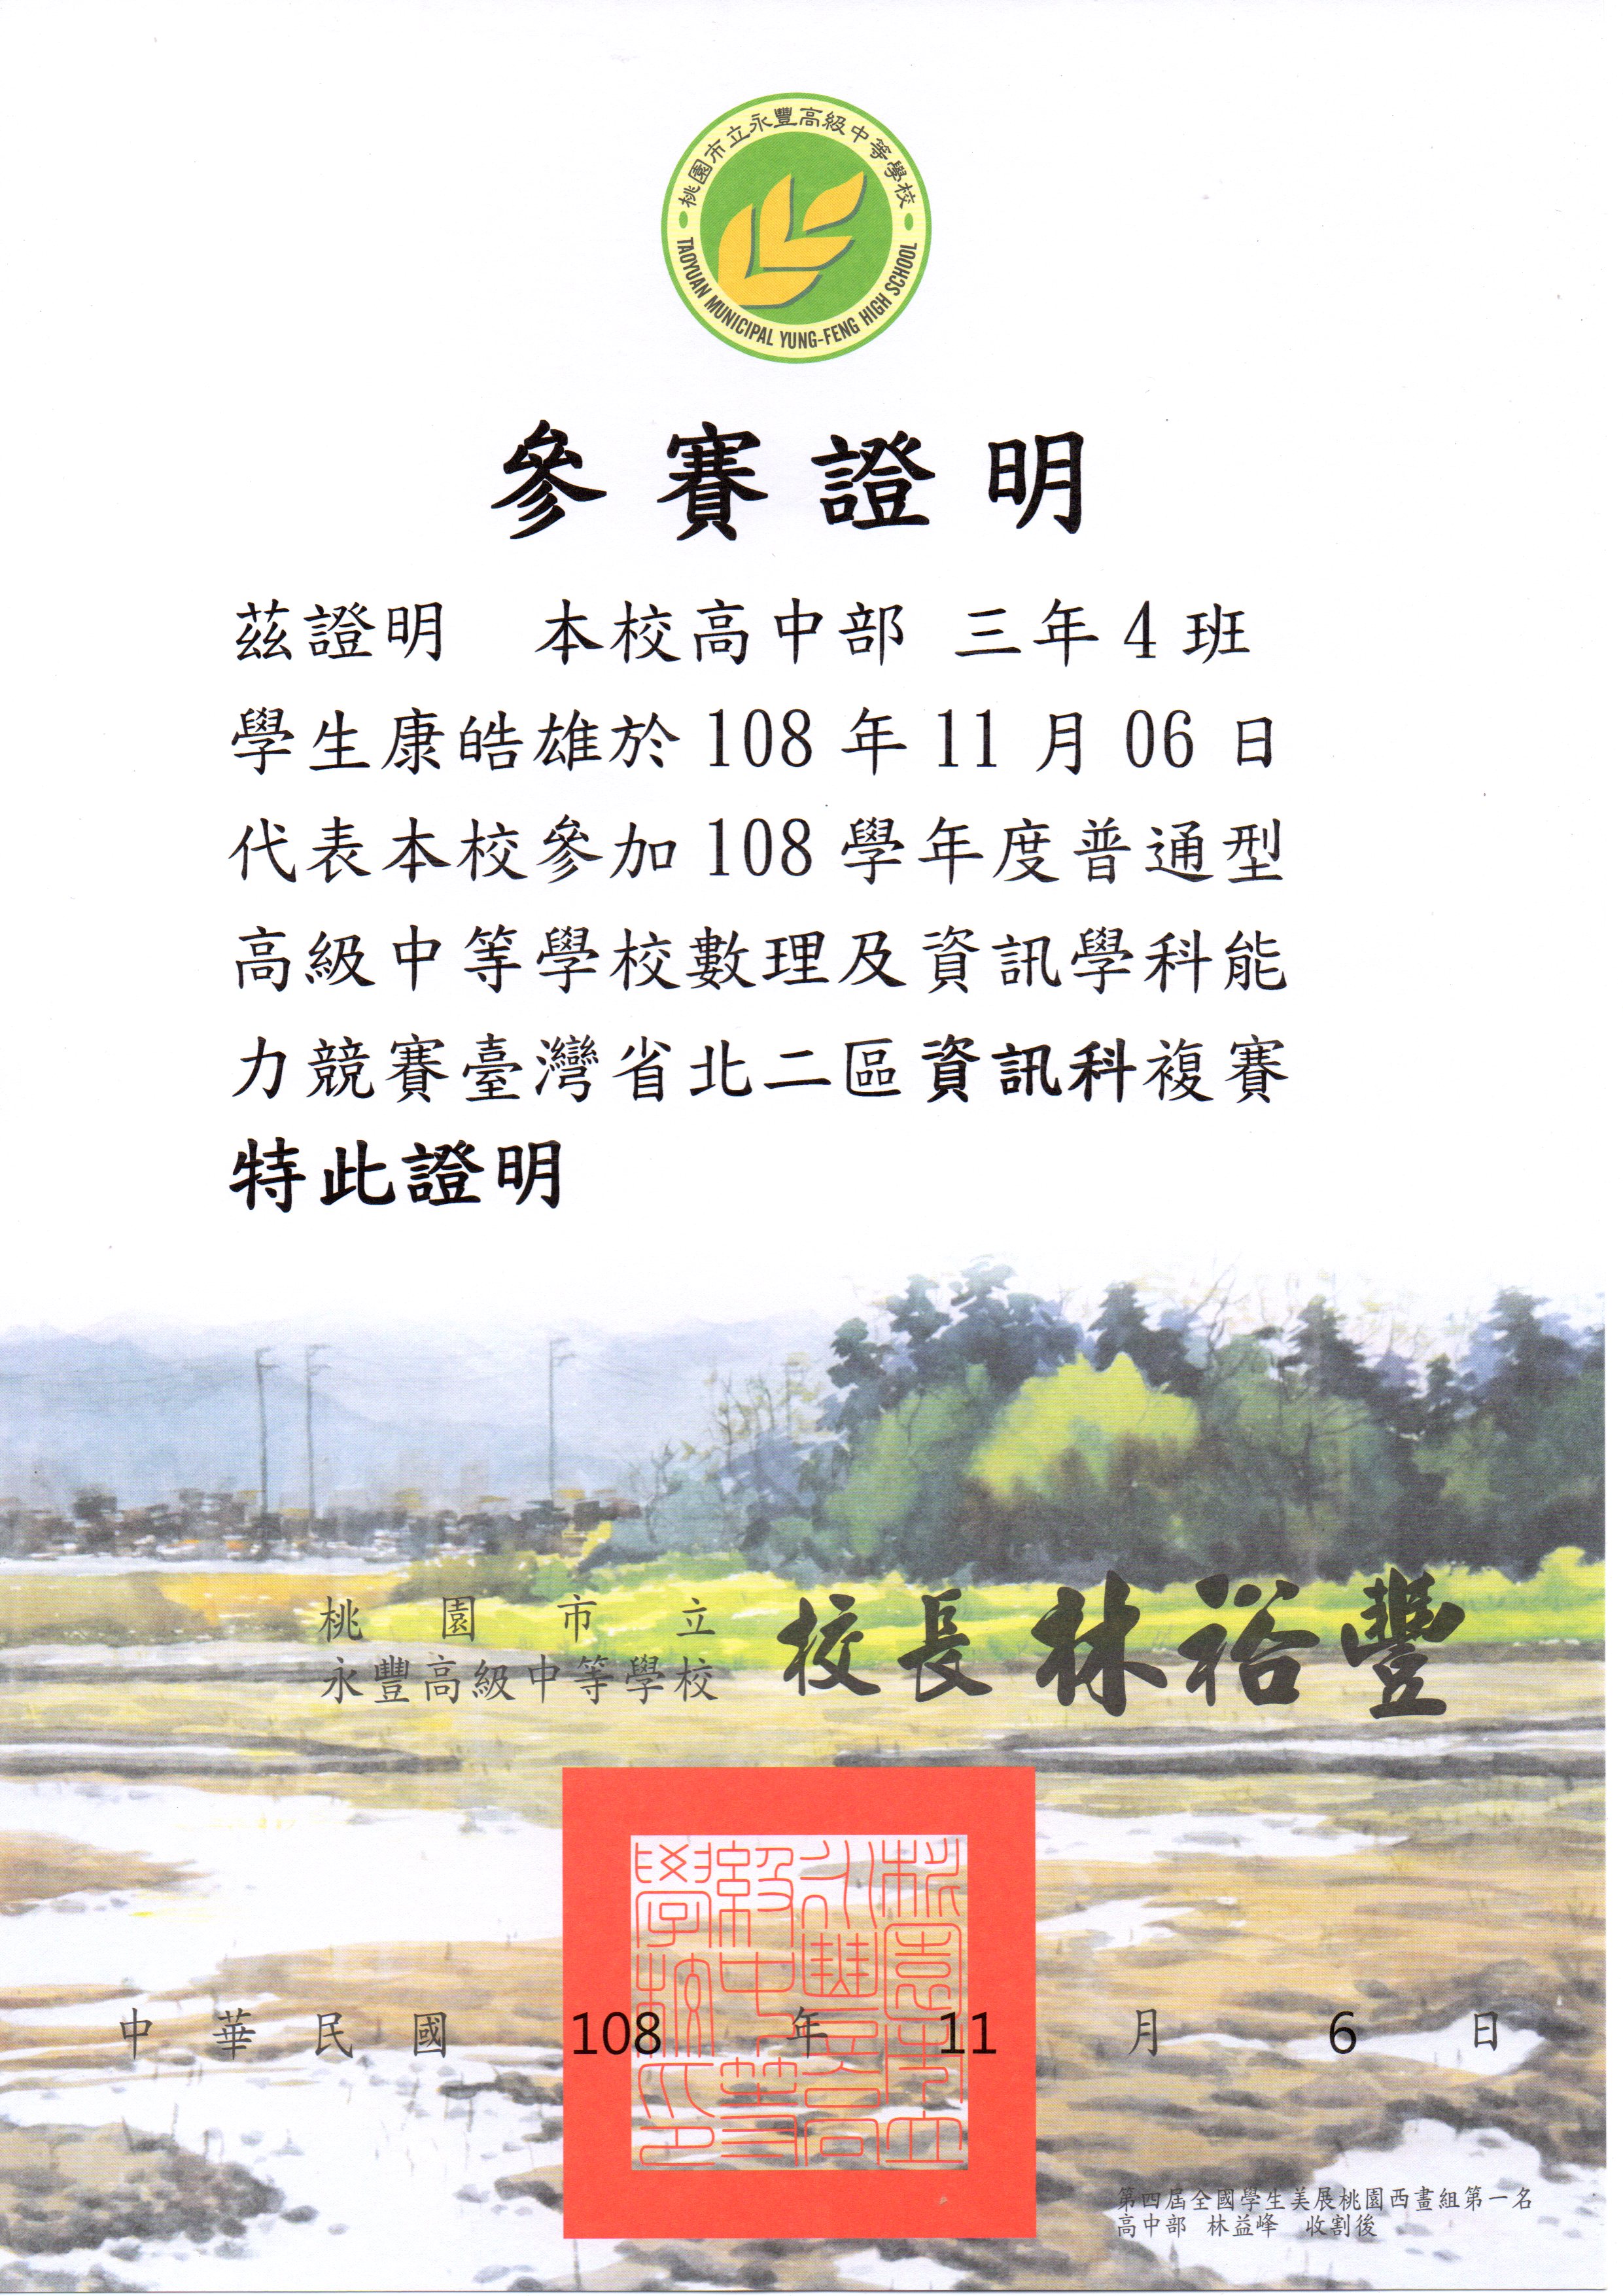 桃園市立永豐高級中等學校
TAOYUAN MUNICIPAL YUNG-FENG HIGH SCHOOL
參賽證明
茲證明 本校高中部 三年4班
學生康皓雄於108年11月06日
代表本校參加108學年度普通型
高級中等學校數理及資訊學科能
力競賽臺灣省北二區資訊科複賽
特此證明
桃園市立
永豐高級中等學校
校長林裕豐
桃園市立永豐高級中等學校之印
中華民國108年11月6日
第四屆全國學生美展桃園西畫組第一名
高中部 林益峰 收割後